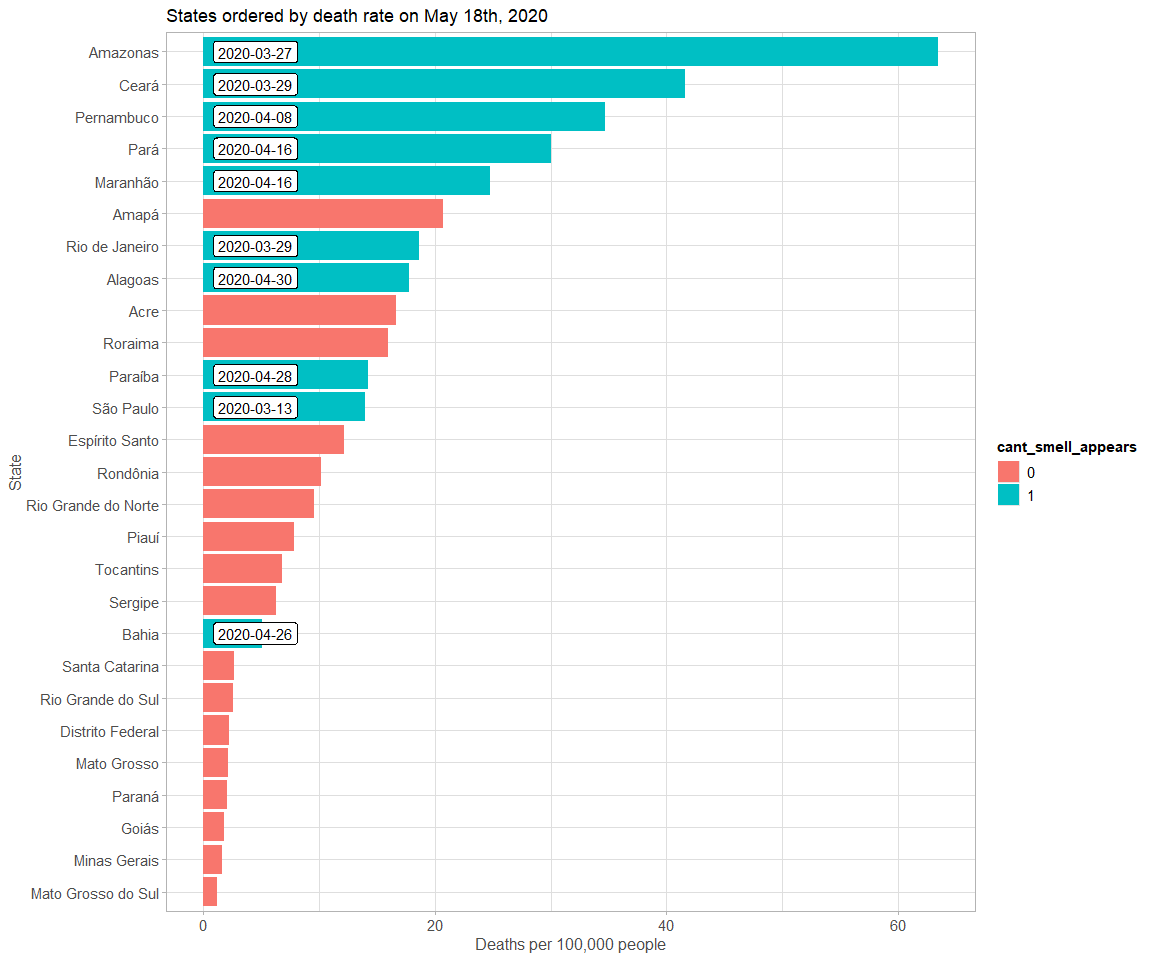 States ordered by death rate on May 18th, 2020
Amazonas 2020-03-27
Ceará 2020-03-29
Pernambuco 2020-04-08
Pará 2020-04-16
Maranhão 2020-04-16
Amapá
Rio de Janeiro 2020-03-29
Alagoas 2020-04-30
Acre
Roraima
Paraíba 2020-04-28
São Paulo 2020-03-13
Espírito Santo
Rondônia
Rio Grande do Norte
Piauí
Tocantins
Sergipe
Bahia 2020-04-26
Santa Catarina
Rio Grande do Sul
Distrito Federal
Mato Grosso
Paraná
Goiás
Minas Gerais
Mato Grosso do Sul
State
0 20 40 60
Deaths per 100,000 people
cant_smell_appears
0
1